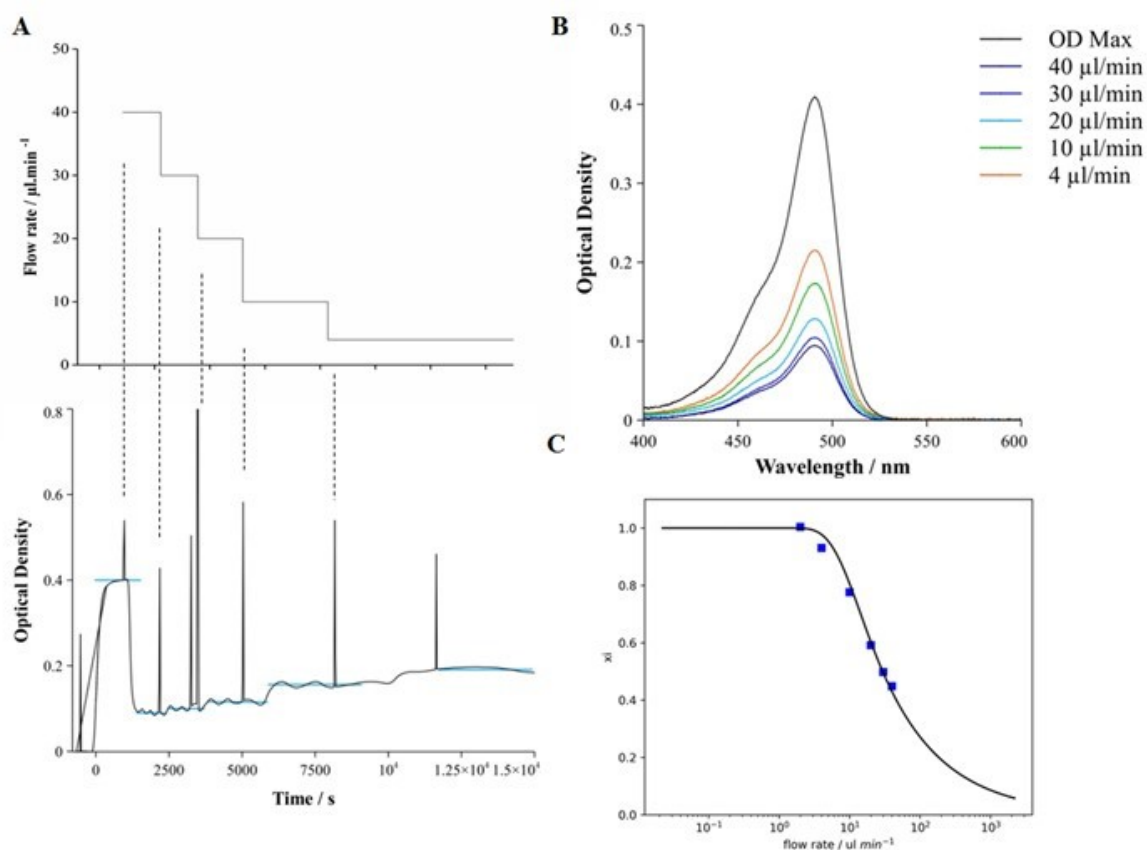 A
50
40
30
20
10
0
Flow rate / µl.min⁻¹
0.8
0.6
0.4
0.2
0
Optical Density
0
2500
5000
7500
10⁴
1.25×10⁴
1.5×10⁴
Time / s
B
0.5
0.4
0.3
0.2
0.1
0
Optical Density
400
450
500
550
600
Wavelength / nm
OD Max
40 µl/min
30 µl/min
20 µl/min
10 µl/min
4 µl/min
C
1.0
0.8
0.6
0.4
0.2
0.0
xi
10⁻¹
10⁰
10¹
10²
10³
flow rate / ul min⁻¹